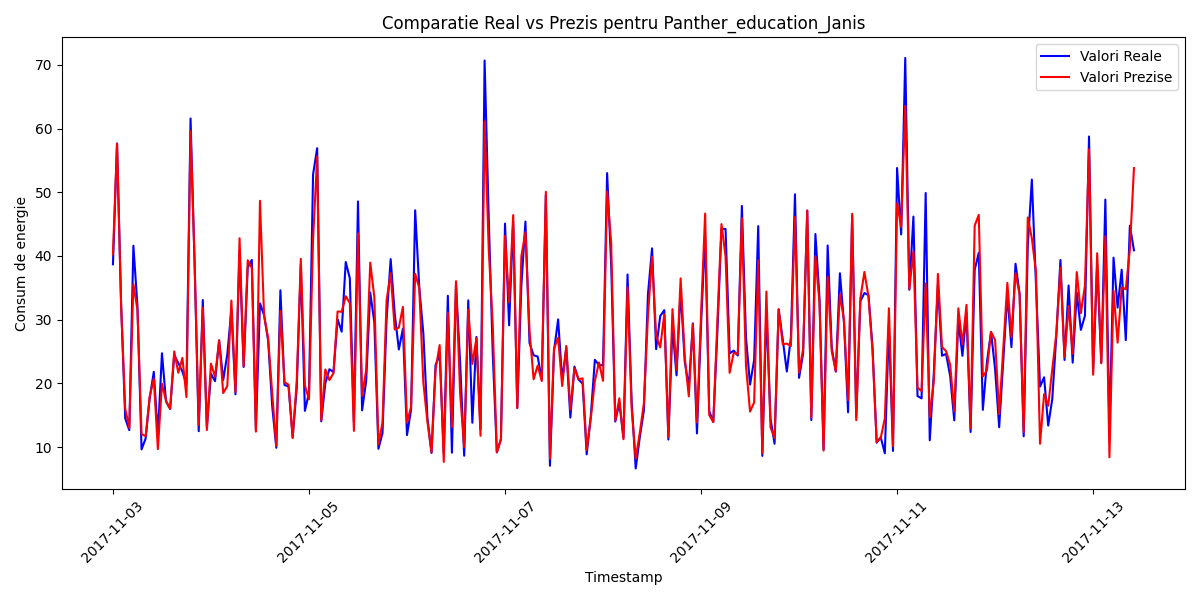 Comparatie Real vs Prezis pentru Panther_education_Janis
Valori Reale
Valori Prezise
Consum de energie
70
60
50
40
30
20
10
2017-11-03
2017-11-05
2017-11-07
2017-11-09
2017-11-11
2017-11-13
Timestamp